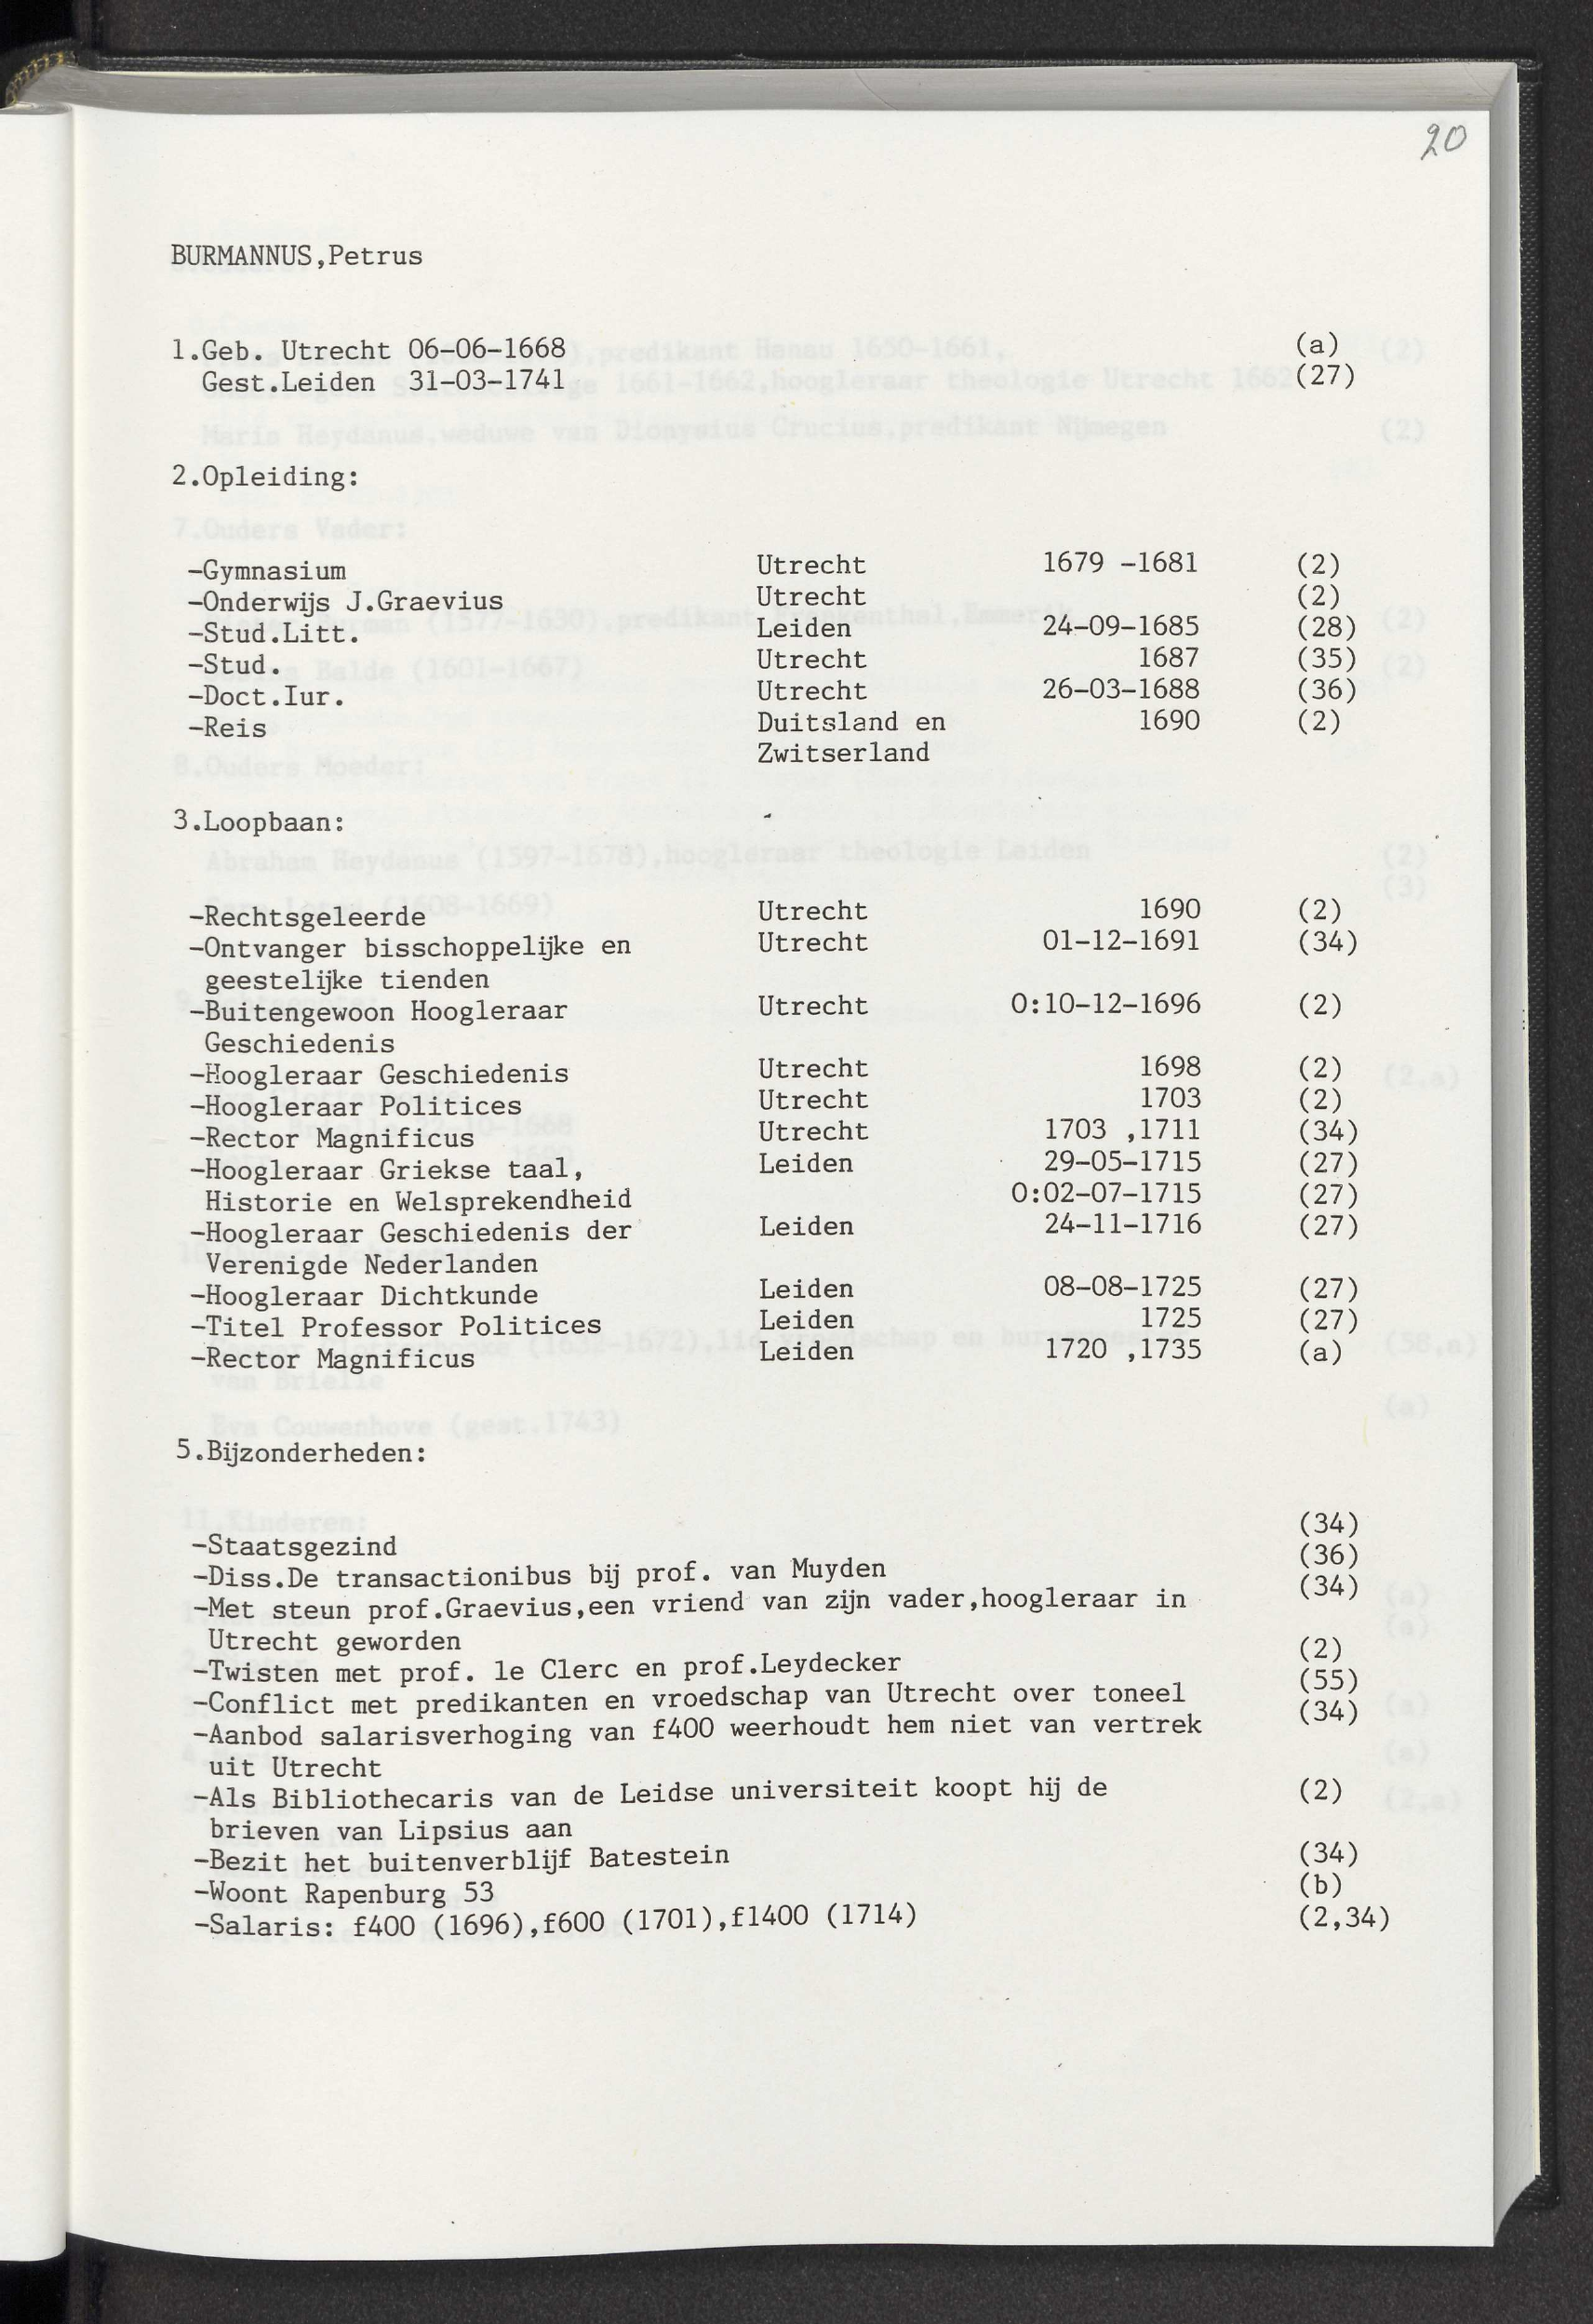 20
BURMANNUS,Petrus
1.Geb. Utrecht 06-06-1668 (a)
Gest.Leiden 31-03-1741 (27)
2.Opleiding:
-Gymnasium Utrecht 1679 -1681 (2)
-Onderwijs J.Graevius Utrecht (2)
-Stud.Litt. Leiden 24-09-1685 (28)
-Stud. Utrecht 1687 (35)
-Doct.Iur. Utrecht 26-03-1688 (36)
-Reis Duitsland en 1690 (2)
Zwitserland
3.Loopbaan:
-Rechtsgeleerde Utrecht 1690 (2)
-Ontvanger bisschoppelijke en Utrecht 01-12-1691 (34)
geestelijke tienden
-Buitengewoon Hoogleraar Utrecht O:10-12-1696 (2)
Geschiedenis
-Hoogleraar Geschiedenis Utrecht 1698 (2)
-Hoogleraar Politices Utrecht 1703 (2)
-Rector Magnificus Utrecht 1703 ,1711 (34)
-Hoogleraar Griekse taal, Leiden 29-05-1715 (27)
Historie en Welsprekendheid O:02-07-1715 (27)
-Hoogleraar Geschiedenis der Leiden 24-11-1716 (27)
Verenigde Nederlanden
-Hoogleraar Dichtkunde Leiden 08-08-1725 (27)
-Titel Professor Politices Leiden 1725 (27)
-Rector Magnificus Leiden 1720 ,1735 (a)
5.Bijzonderheden:
-Staatsgezind (34)
-Diss.De transactionibus bij prof. van Muyden (36)
-Met steun prof.Graevius,een vriend van zijn vader,hoogleraar in (34)
Utrecht geworden
-Twisten met prof. le Clerc en prof.Leydecker (2)
-Conflict met predikanten en vroedschap van Utrecht over toneel (55)
-Aanbod salarisverhoging van f400 weerhoudt hem niet van vertrek (34)
uit Utrecht
-Als Bibliothecaris van de Leidse universiteit koopt hij de (2)
brieven van Lipsius aan
-Bezit het buitenverblijf Batestein (34)
-Woont Rapenburg 53 (b)
-Salaris: f400 (1696),f600 (1701),f1400 (1714) (2,34)